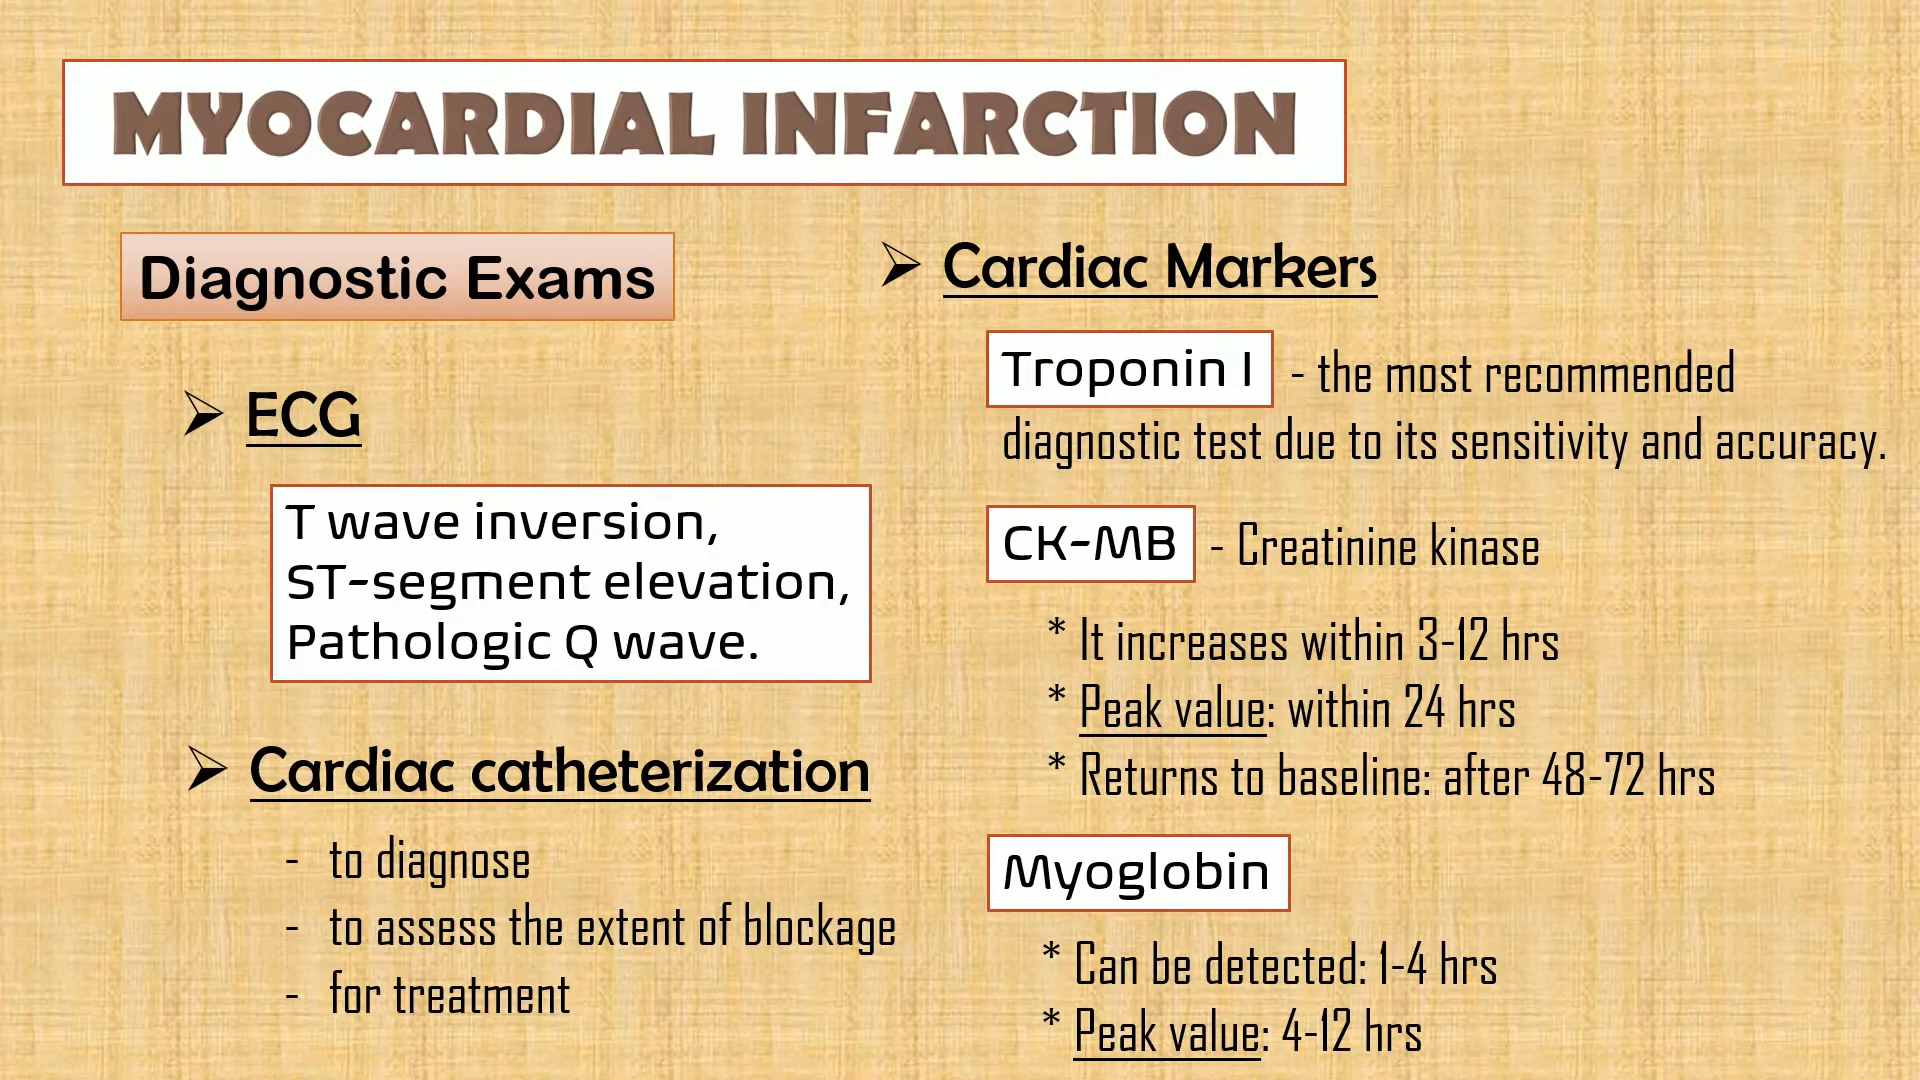 MYOCARDIAL INFARCTION
Diagnostic Exams
➢ ECG
T wave inversion,
ST-segment elevation,
Pathologic Q wave.
➢ Cardiac catheterization
- to diagnose
- to assess the extent of blockage
- for treatment
➢ Cardiac Markers
Troponin I - the most recommended
diagnostic test due to its sensitivity and accuracy.
CK-MB - Creatinine kinase
* It increases within 3-12 hrs
* Peak value: within 24 hrs
* Returns to baseline: after 48-72 hrs
Myoglobin
* Can be detected: 1-4 hrs
* Peak value: 4-12 hrs